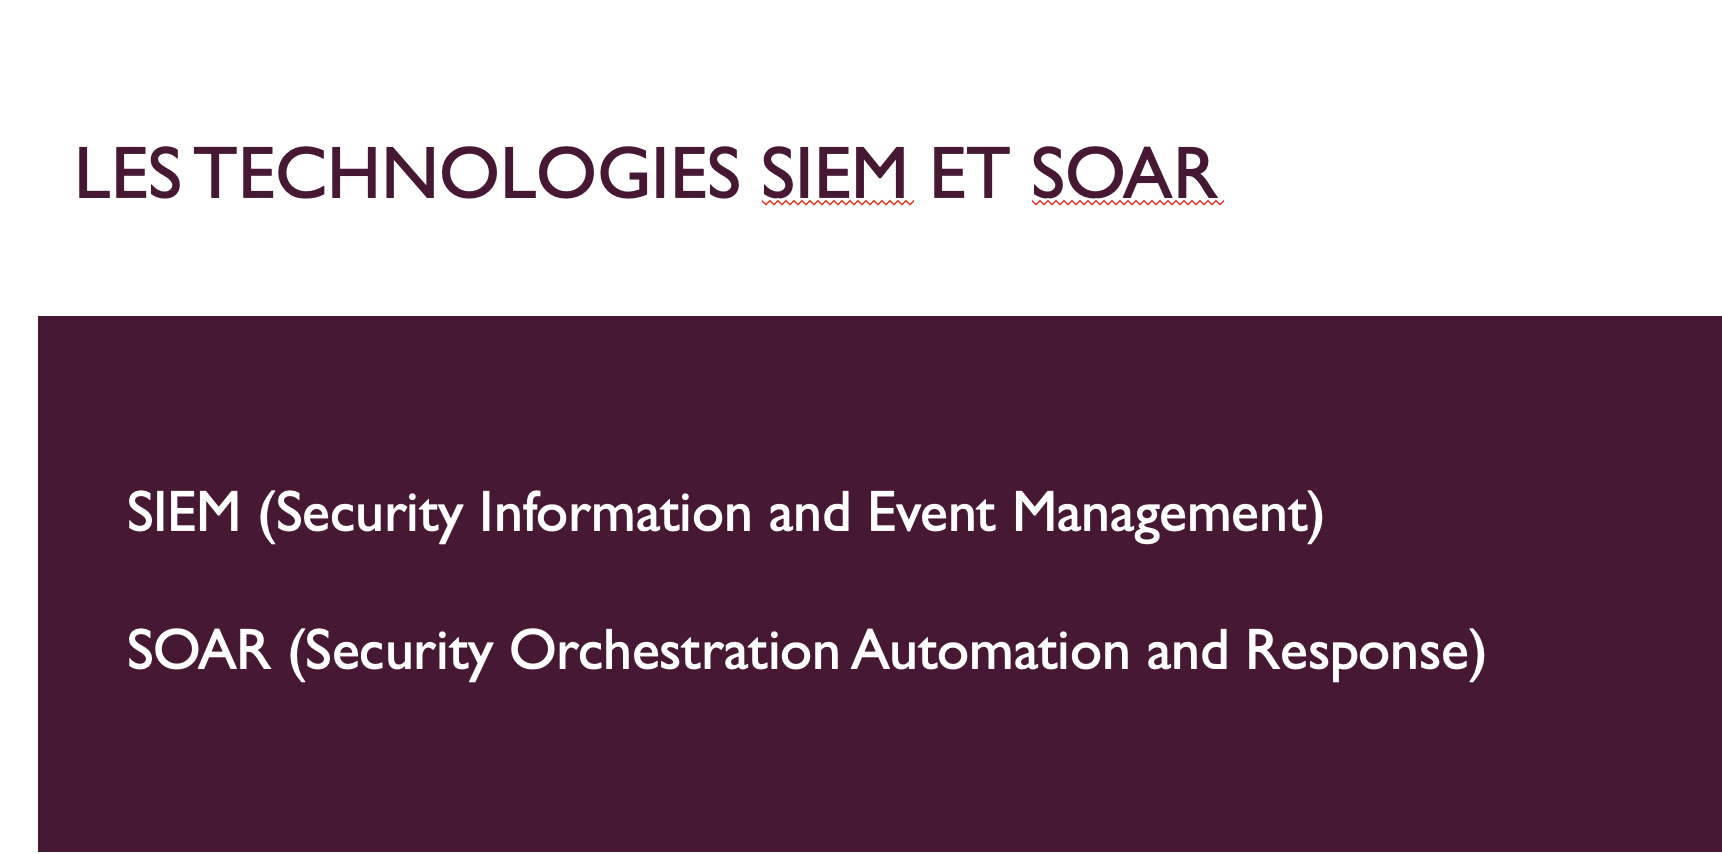 LES TECHNOLOGIES SIEM ET SOAR
SIEM (Security Information and Event Management)
SOAR (Security Orchestration Automation and Response)